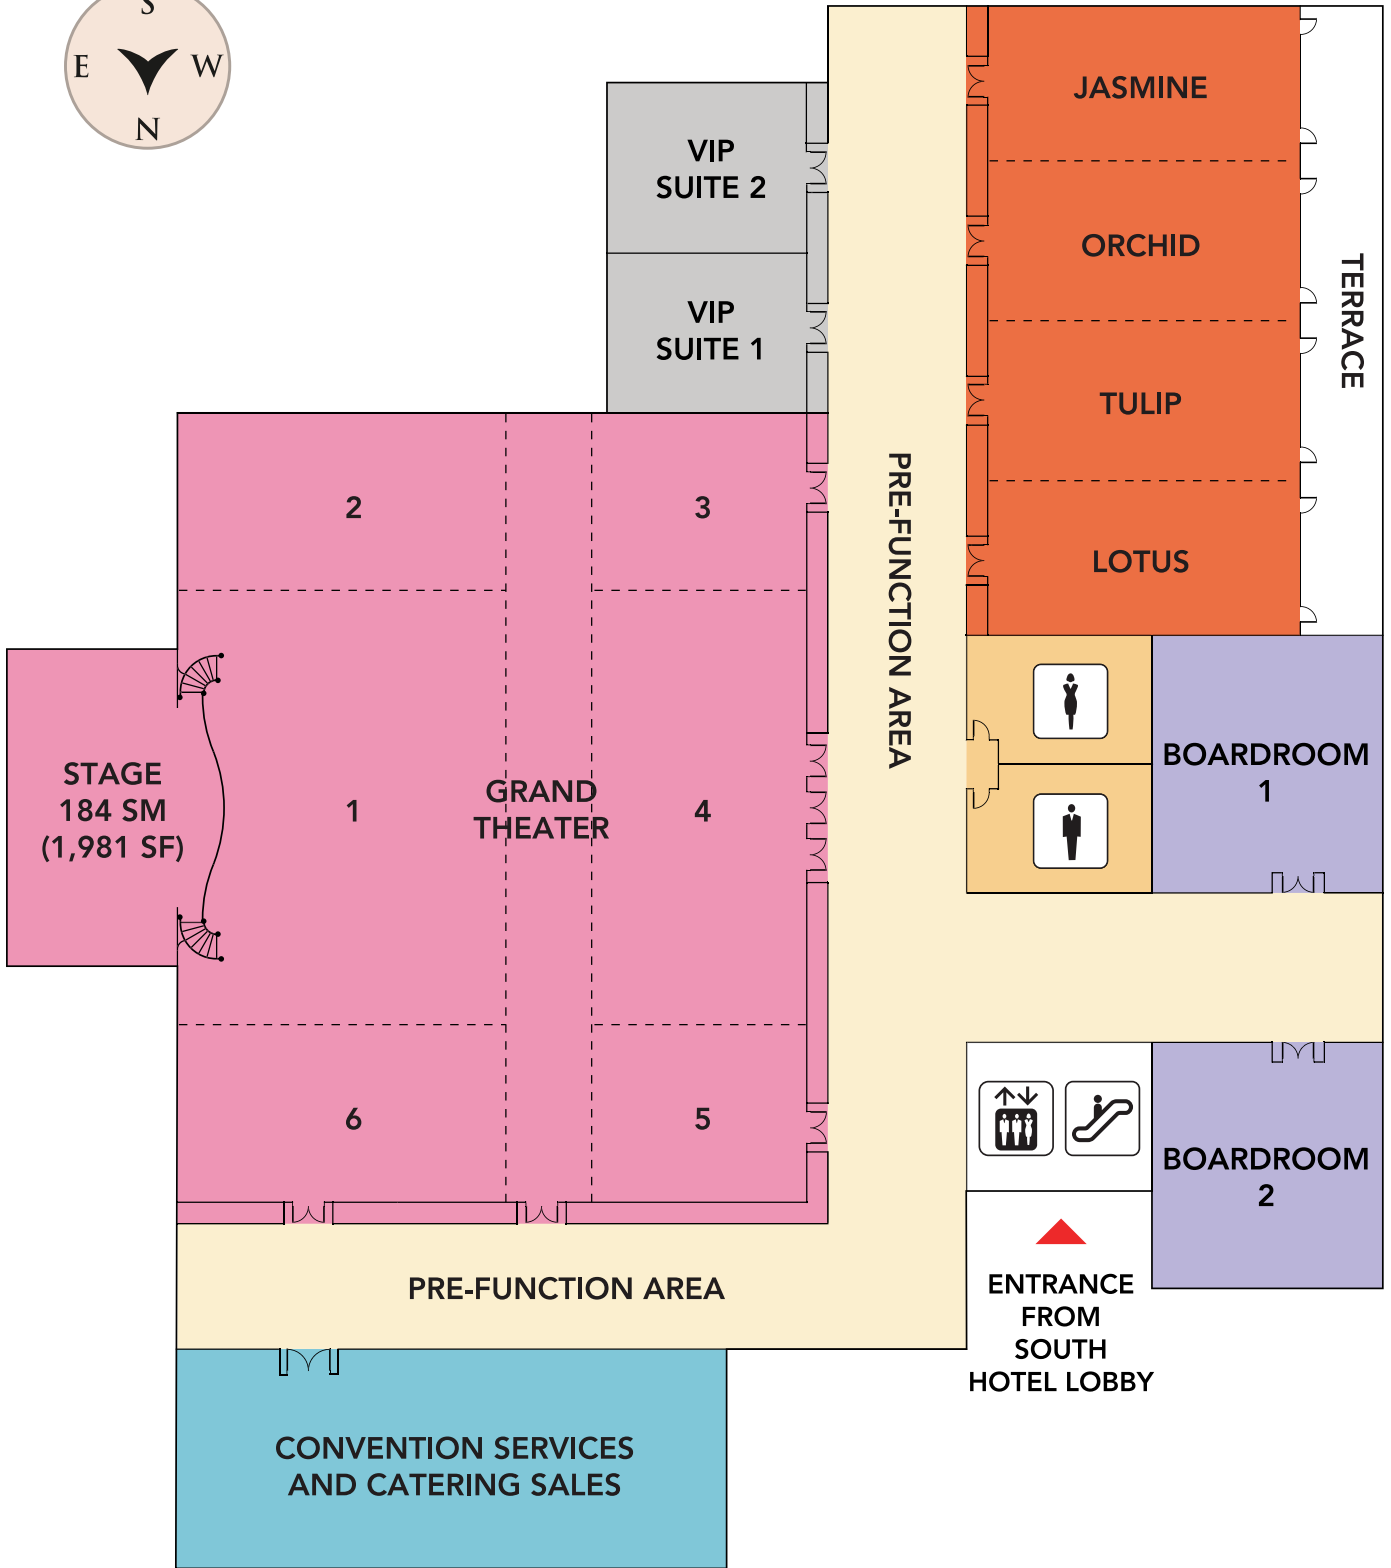 S
E
W
N
JASMINE
VIP
SUITE 2
ORCHID
TERRACE
VIP
SUITE 1
TULIP
2
3
PRE-FUNCTION AREA
LOTUS
STAGE
184 SM
(1,981 SF)
1
GRAND
THEATER
4
BOARDROOM
1
6
5
BOARDROOM
2
PRE-FUNCTION AREA
ENTRANCE
FROM
SOUTH
HOTEL LOBBY
CONVENTION SERVICES
AND CATERING SALES